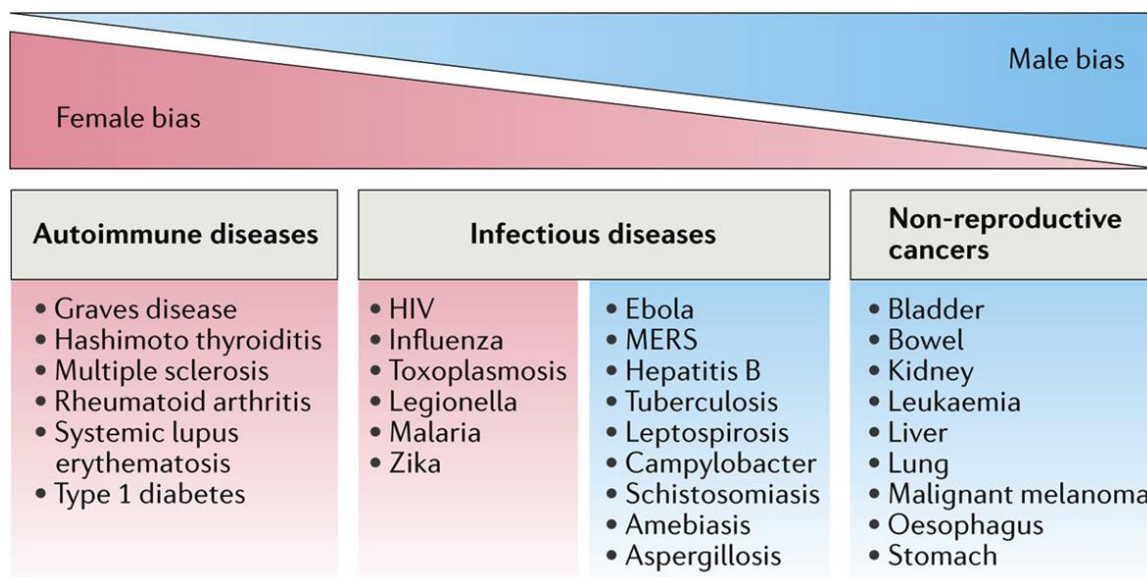 Male bias
Female bias
Autoimmune diseases
• Graves disease
• Hashimoto thyroiditis
• Multiple sclerosis
• Rheumatoid arthritis
• Systemic lupus
erythematosis
• Type 1 diabetes
Infectious diseases
• HIV
• Influenza
• Toxoplasmosis
• Legionella
• Malaria
• Zika
• Ebola
• MERS
• Hepatitis B
• Tuberculosis
• Leptospirosis
• Campylobacter
• Schistosomiasis
• Amebiasis
• Aspergillosis
Non-reproductive
cancers
• Bladder
• Bowel
• Kidney
• Leukaemia
• Liver
• Lung
• Malignant melanoma
• Oesophagus
• Stomach